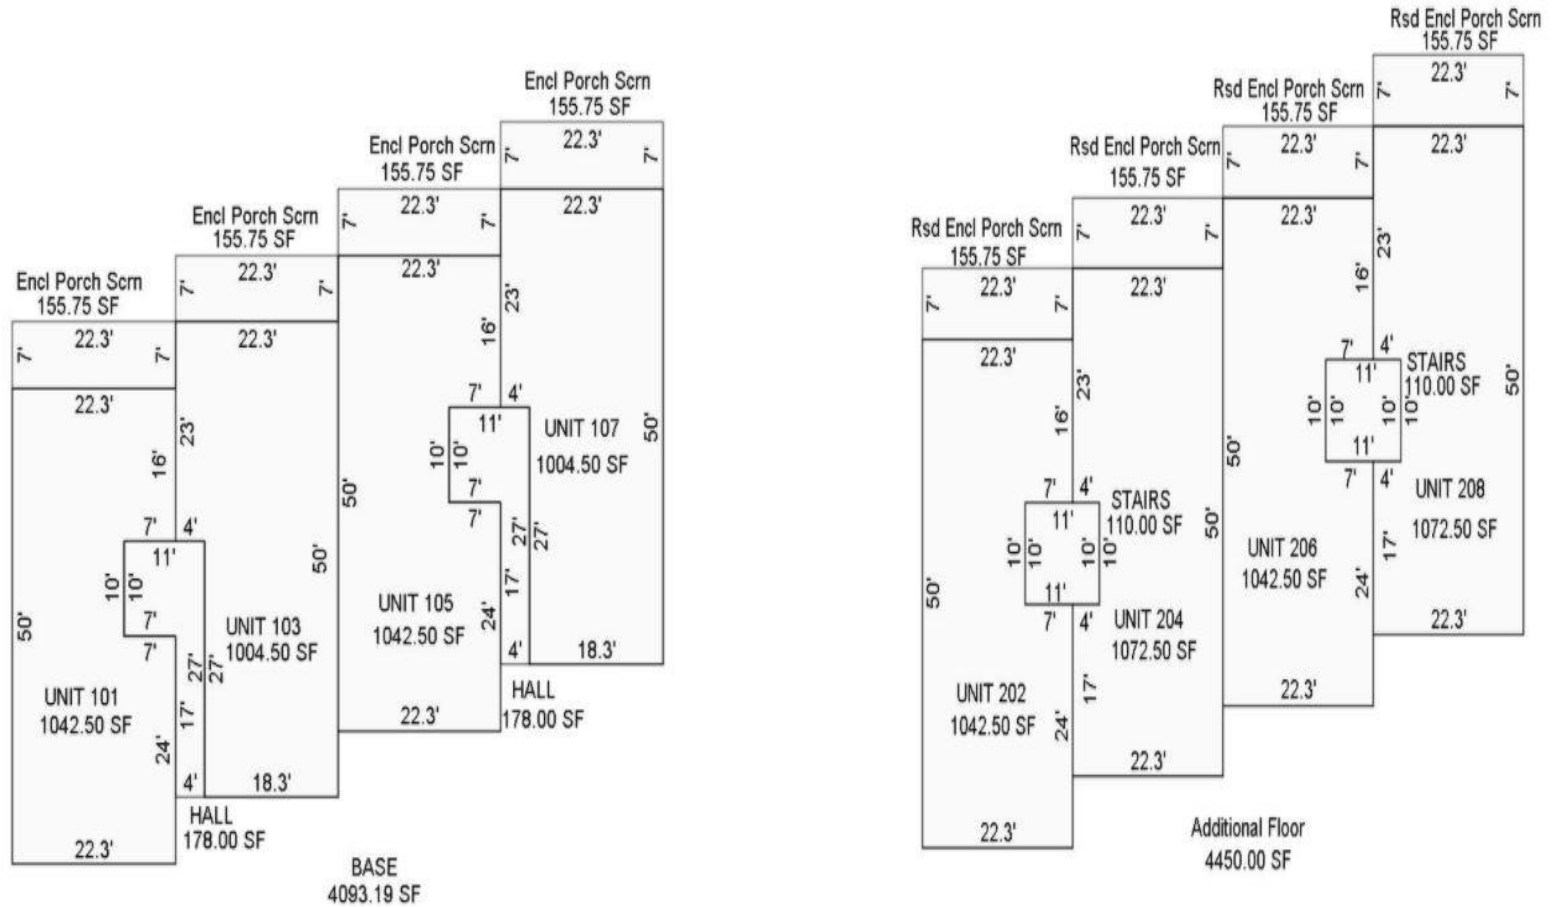 Encl Porch Scrn
155.75 SF
22.3'
7'
7'
22.3'
23'
16'
7'
4'
11'
10'
10'
7'
7'
50'
27'
27'
UNIT 101
1042.50 SF
17'
24'
4'
HALL
178.00 SF
22.3'
Encl Porch Scrn
155.75 SF
22.3'
7'
7'
22.3'
50'
UNIT 103
1004.50 SF
18.3'
Encl Porch Scrn
155.75 SF
22.3'
7'
7'
22.3'
23'
16'
7'
4'
11'
10'
10'
7'
7'
50'
27'
27'
UNIT 105
1042.50 SF
17'
24'
4'
HALL
178.00 SF
22.3'
Encl Porch Scrn
155.75 SF
22.3'
7'
7'
22.3'
UNIT 107
1004.50 SF
50'
18.3'
BASE
4093.19 SF
Rsd Encl Porch Scrn
155.75 SF
22.3'
7'
7'
22.3'
23'
16'
7'
4'
11'
STAIRS
110.00 SF
10'
10'
10'
10'
11'
7'
4'
50'
UNIT 202
1042.50 SF
17'
24'
22.3'
Rsd Encl Porch Scrn
155.75 SF
22.3'
7'
7'
22.3'
50'
UNIT 204
1072.50 SF
22.3'
Rsd Encl Porch Scrn
155.75 SF
22.3'
7'
7'
22.3'
23'
16'
7'
4'
11'
STAIRS
110.00 SF
10'
10'
10'
10'
11'
7'
4'
50'
UNIT 206
1042.50 SF
17'
24'
22.3'
Rsd Encl Porch Scrn
155.75 SF
22.3'
7'
7'
22.3'
50'
UNIT 208
1072.50 SF
22.3'
Additional Floor
4450.00 SF